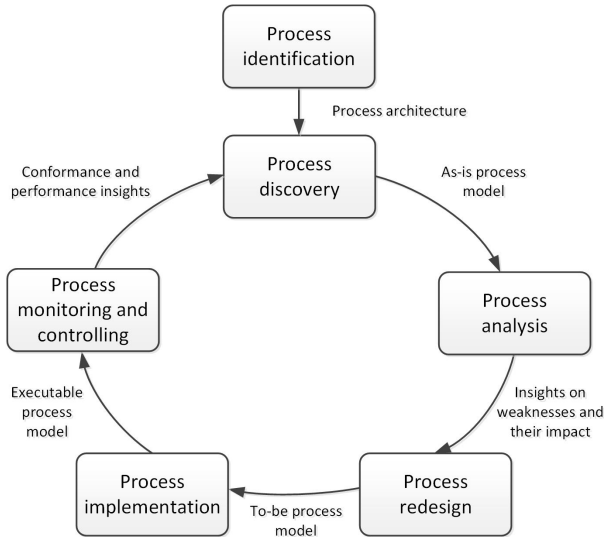 Process
identification
Process architecture
Process
discovery
Conformance and
performance insights
As-is process
model
Process
monitoring and
controlling
Process
analysis
Executable
process
model
Insights on
weaknesses and
their impact
Process
implementation
To-be process
model
Process
redesign